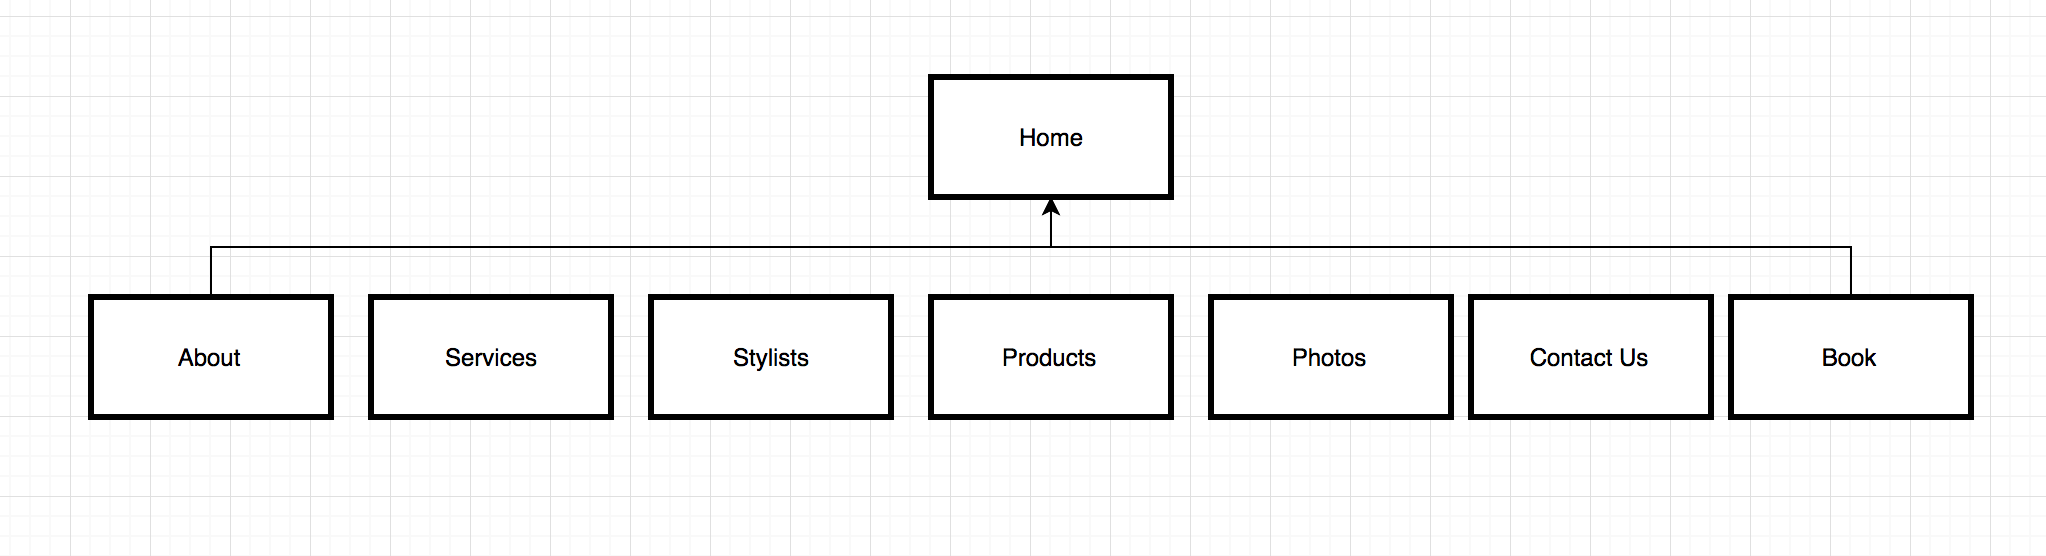 Home
About
Services
Stylists
Products
Photos
Contact Us
Book